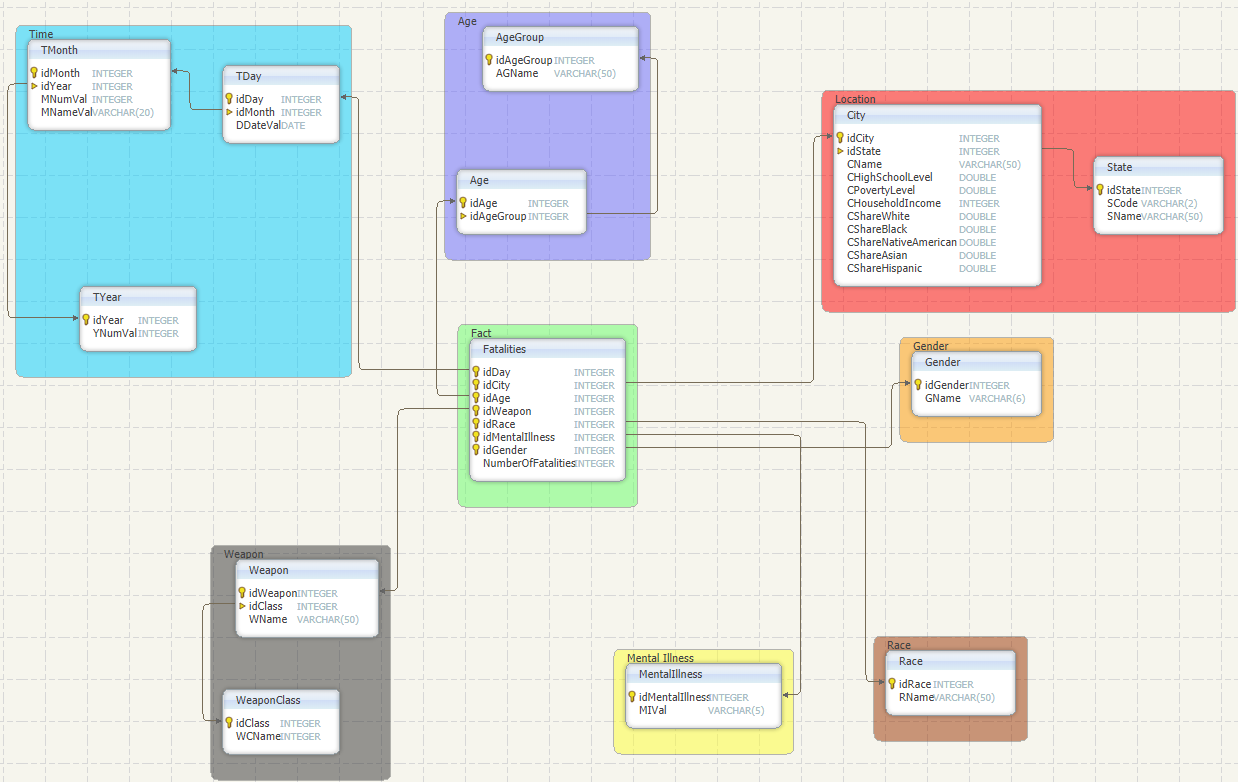 Time
TMonth
idMonth INTEGER
idYear INTEGER
MNumVal INTEGER
MNameVal VARCHAR(20)
TDay
idDay INTEGER
idMonth INTEGER
DDateVal DATE
TYear
idYear INTEGER
YNumVal INTEGER
Age
AgeGroup
idAgeGroup INTEGER
AGName VARCHAR(50)
Age
idAge INTEGER
idAgeGroup INTEGER
Location
City
idCity INTEGER
idState INTEGER
CName VARCHAR(50)
CHighSchoolLevel DOUBLE
CPovertyLevel DOUBLE
CHouseholdIncome INTEGER
CShareWhite DOUBLE
CShareBlack DOUBLE
CShareNativeAmerican DOUBLE
CShareAsian DOUBLE
CShareHispanic DOUBLE
State
idState INTEGER
SCode VARCHAR(2)
SName VARCHAR(50)
Fact
Fatalities
idDay INTEGER
idCity INTEGER
idAge INTEGER
idWeapon INTEGER
idRace INTEGER
idMentalIllness INTEGER
idGender INTEGER
NumberOfFatalities INTEGER
Gender
Gender
idGender INTEGER
GName VARCHAR(6)
Weapon
Weapon
idWeapon INTEGER
idClass INTEGER
WName VARCHAR(50)
WeaponClass
idClass INTEGER
WCName INTEGER
Mental Illness
MentalIllness
idMentalIllness INTEGER
MIVal VARCHAR(5)
Race
Race
idRace INTEGER
RName VARCHAR(50)